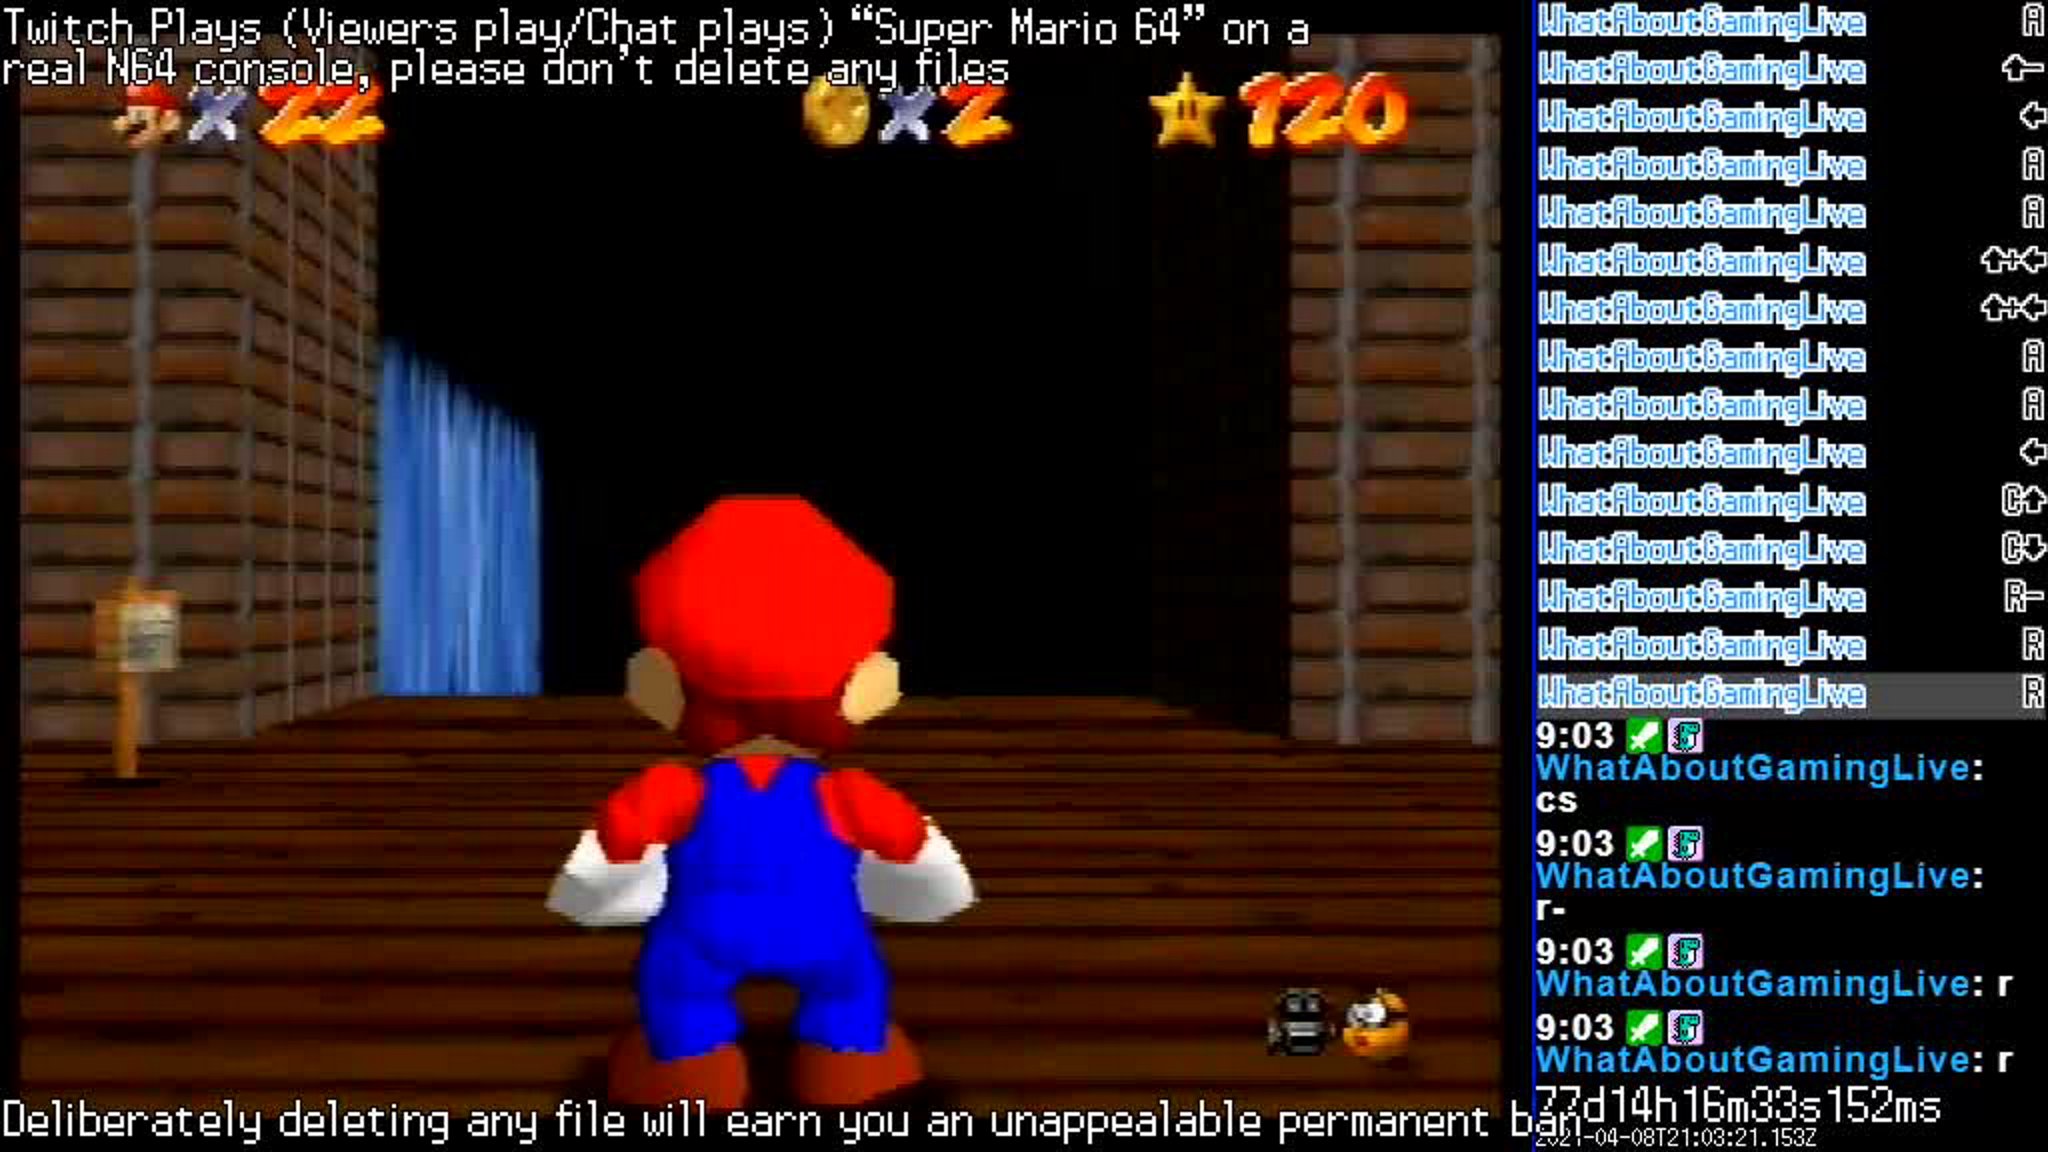 Twitch Plays (Viewers play/Chat plays) “Super Mario 64” on a
real N64 console, please don’t delete any files
x 22
x 2
120
WhatAboutGamingLive A
WhatAboutGamingLive ↑-
WhatAboutGamingLive ←
WhatAboutGamingLive A
WhatAboutGamingLive A
WhatAboutGamingLive ↑+←
WhatAboutGamingLive ↑+←
WhatAboutGamingLive A
WhatAboutGamingLive A
WhatAboutGamingLive ←
WhatAboutGamingLive C↑
WhatAboutGamingLive C↓
WhatAboutGamingLive R-
WhatAboutGamingLive R
WhatAboutGamingLive R
9:03
WhatAboutGamingLive:
cs
9:03
WhatAboutGamingLive:
r-
9:03
WhatAboutGamingLive: r
9:03
WhatAboutGamingLive: r
77d14h16m33s152ms
2021-04-08T21:03:21.153Z
Deliberately deleting any file will earn you an unappealable permanent ban